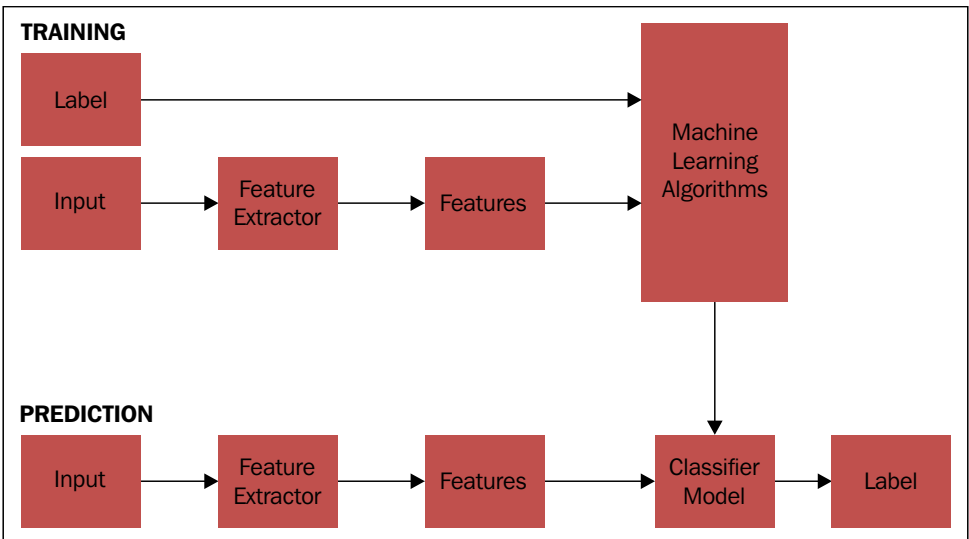 TRAINING
Label
Input
Feature
Extractor
Features
Machine
Learning
Algorithms
PREDICTION
Input
Feature
Extractor
Features
Classifier
Model
Label